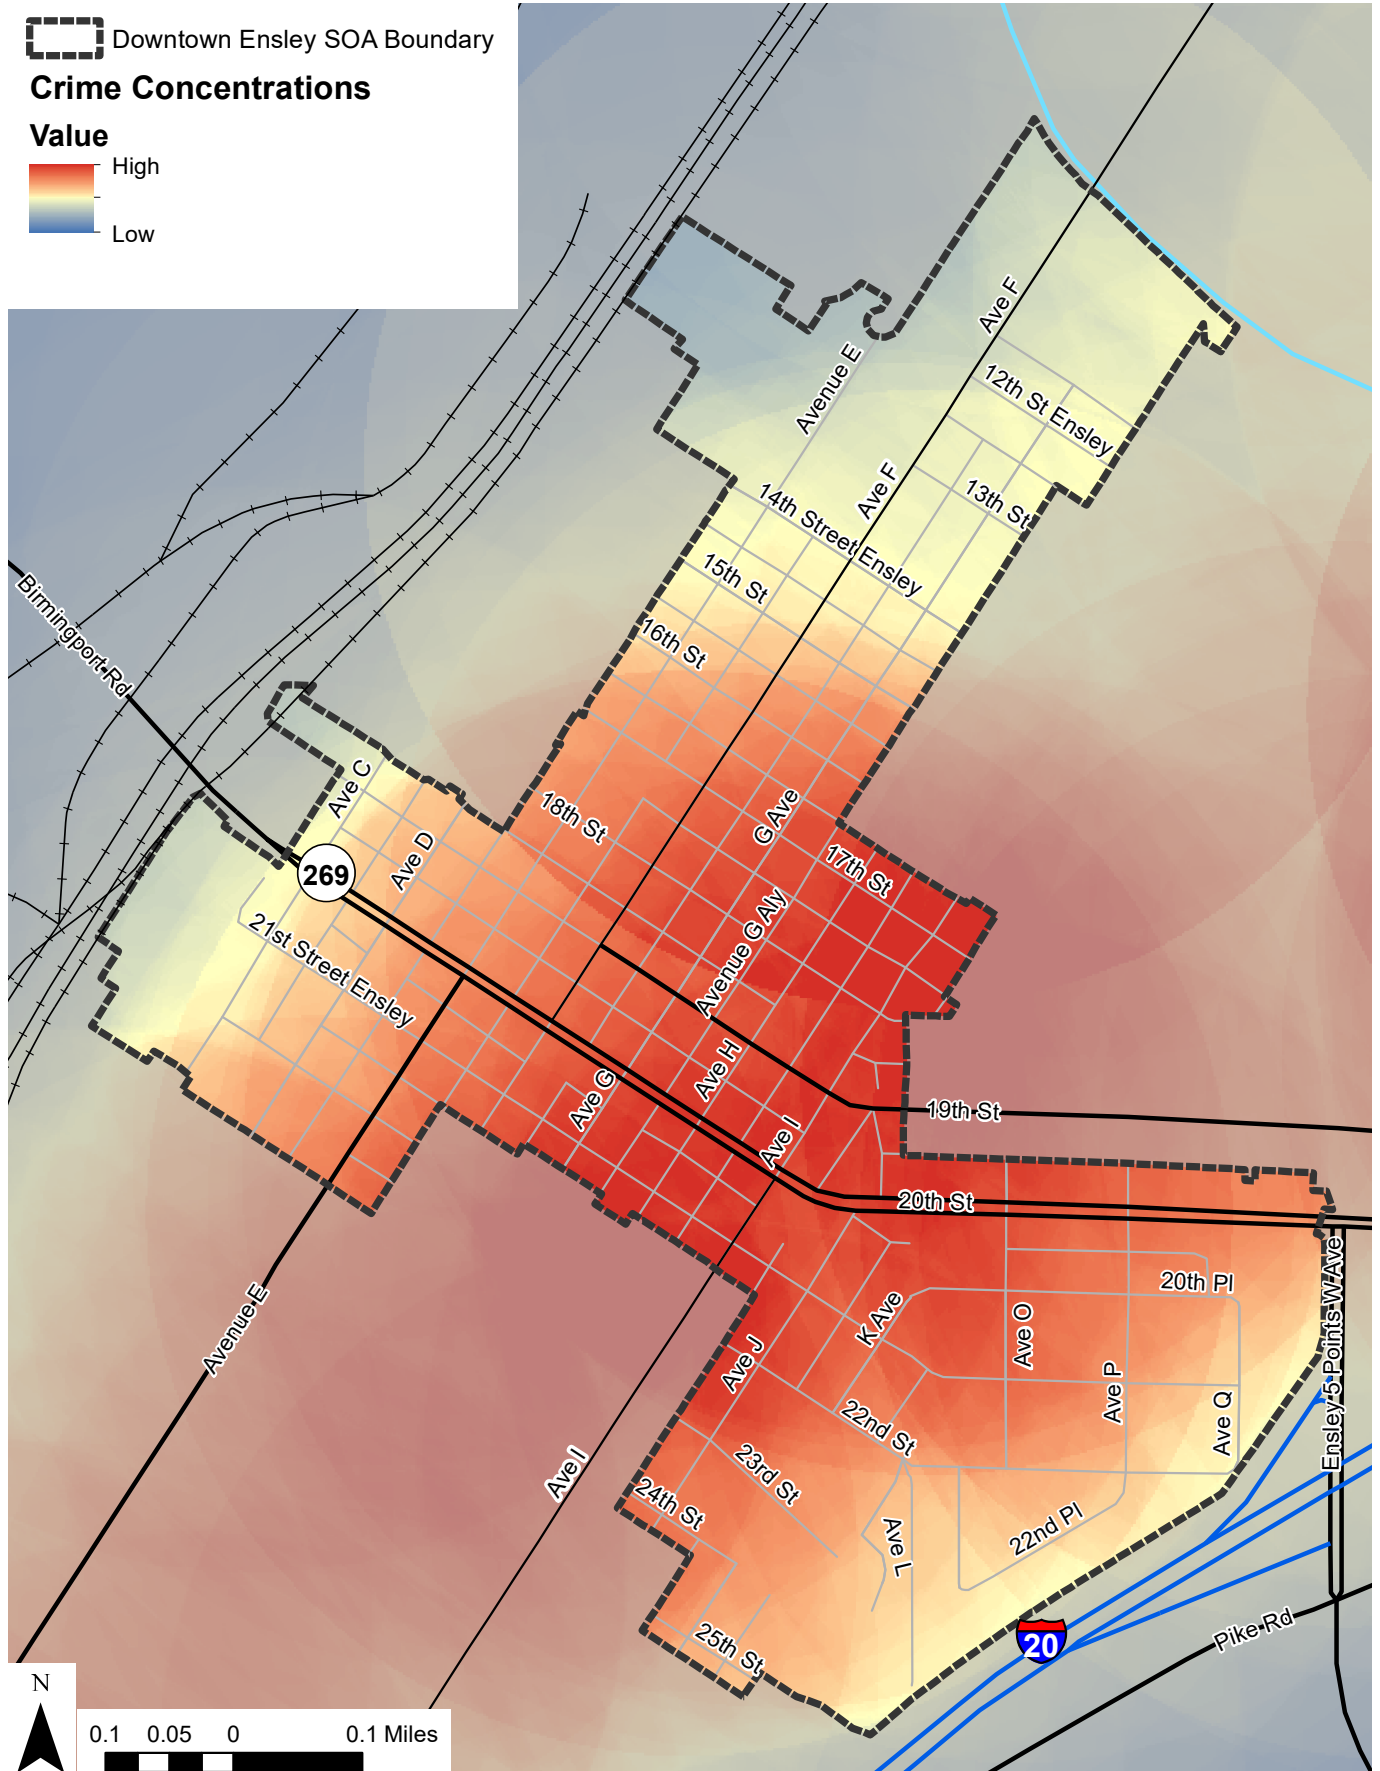 Downtown Ensley SOA Boundary
Crime Concentrations
Value
High
Low
Ave F
Avenue E
12th St Ensley
Ave F
13th St
14th Street Ensley
15th St
Birmingport Rd
16th St
Ave C
18th St
G Ave
Ave D
17th St
269
Avenue G Aly
21st Street Ensley
Ave H
Ave G
19th St
Ave I
20th St
20th Pl
Ensley 5 Points W Ave
Avenue E
K Ave
Ave O
Ave J
Ave P
Ave Q
22nd St
Ave I
23rd St
24th St
22nd Pl
Ave L
20
Pike Rd
25th St
N
0.1 0.05 0 0.1 Miles